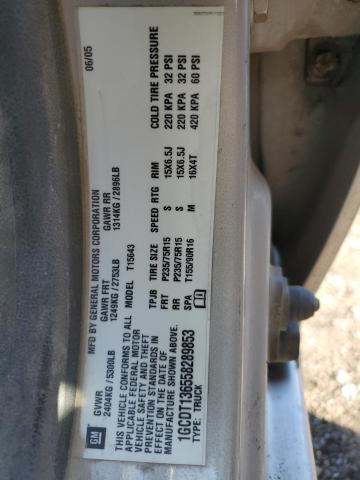 GM
MFD BY GENERAL MOTORS CORPORATION 06/05
GVWR GAWR FRT GAWR RR
2404KG / 5300LB 1249KG / 2753LB 1314KG / 2896LB
THIS VEHICLE CONFORMS TO ALL
APPLICABLE FEDERAL MOTOR
VEHICLE SAFETY AND THEFT
PREVENTION STANDARDS IN
EFFECT ON THE DATE OF
MANUFACTURE SHOWN ABOVE.
1GCDT136558289853
TYPE: TRUCK
MODEL: T15643
TPJB TIRE SIZE SPEED RTG RIM COLD TIRE PRESSURE
FRT P235/75R15 S 15X6.5J 220 KPA 32 PSI
RR P235/75R15 S 15X6.5J 220 KPA 32 PSI
T155/90R16 M 16X4T 420 KPA 60 PSI